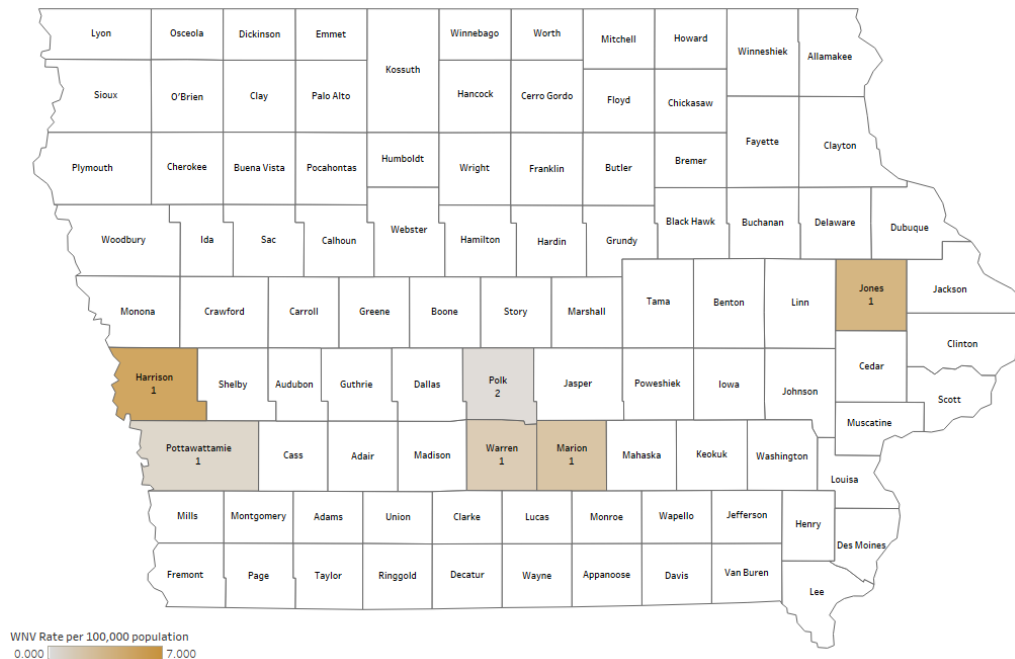 Lyon
Osceola
Dickinson
Emmet
Winnebago
Worth
Mitchell
Howard
Winneshiek
Allamakee
Kossuth
Sioux
O'Brien
Clay
Palo Alto
Hancock
Cerro Gordo
Floyd
Chickasaw
Fayette
Clayton
Plymouth
Cherokee
Buena Vista
Pocahontas
Humboldt
Wright
Franklin
Butler
Bremer
Woodbury
Ida
Sac
Calhoun
Webster
Hamilton
Hardin
Grundy
Black Hawk
Buchanan
Delaware
Dubuque
Monona
Crawford
Carroll
Greene
Boone
Story
Marshall
Tama
Benton
Linn
Jones
1
Jackson
Clinton
Harrison
1
Shelby
Audubon
Guthrie
Dallas
Polk
2
Jasper
Poweshiek
Iowa
Johnson
Cedar
Scott
Muscatine
Pottawattamie
1
Cass
Adair
Madison
Warren
1
Marion
1
Mahaska
Keokuk
Washington
Louisa
Mills
Montgomery
Adams
Union
Clarke
Lucas
Monroe
Wapello
Jefferson
Henry
Des Moines
Fremont
Page
Taylor
Ringgold
Decatur
Wayne
Appanoose
Davis
Van Buren
Lee
WNV Rate per 100,000 population
0.000 7.000